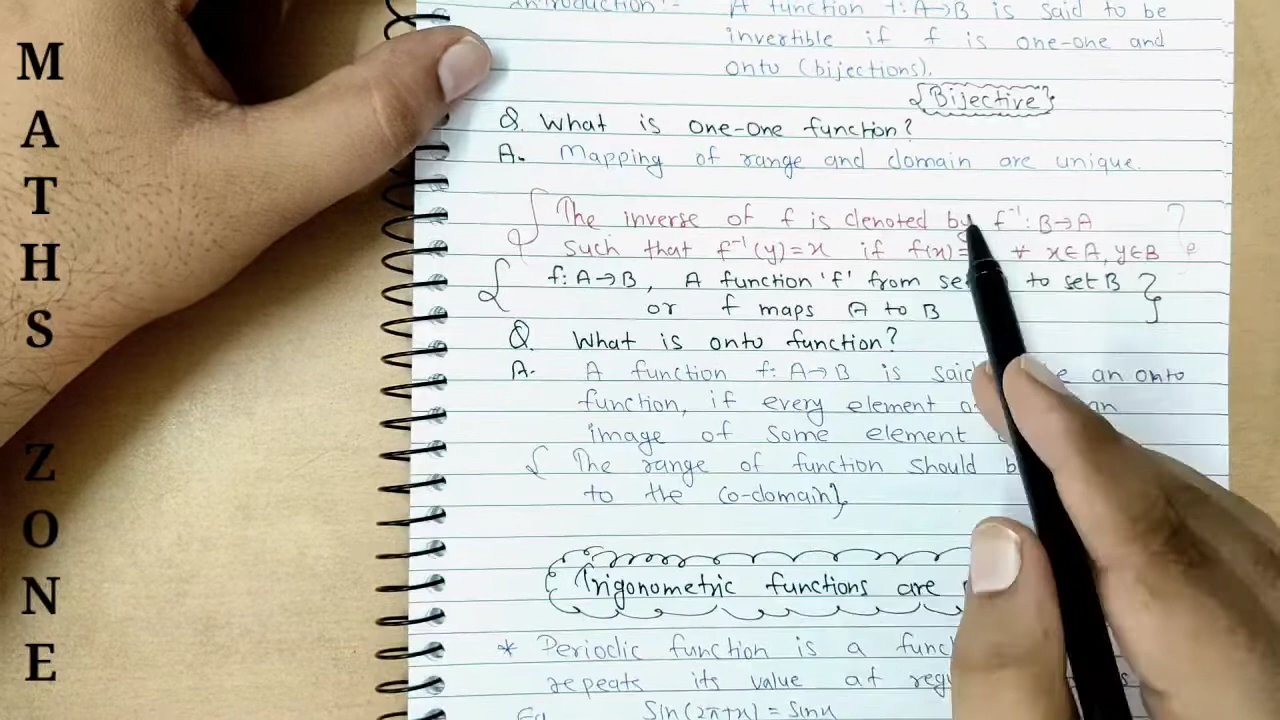 MATHS ZONE
introduction:- A function f: A→B is said to be
invertible if f is one-one and
onto (bijections).
{Bijective}
Q. What is one-one function?
A. Mapping of range and domain are unique.
{The inverse of f is denoted by f⁻¹: B→A
such that f⁻¹(y)=x if f(x)= ∀ x∈A, y∈B}
{f: A→B, A function 'f' from to set B
or f maps A to B}
Q. What is onto function?
A. A function f: A→B is said an onto
function, if every element
image of some element
{The range of function should
to the co-domain}
Trigonometric functions are
* Periodic function is a
repeats its value at
Eg. Sin(2π+x) = Sinx